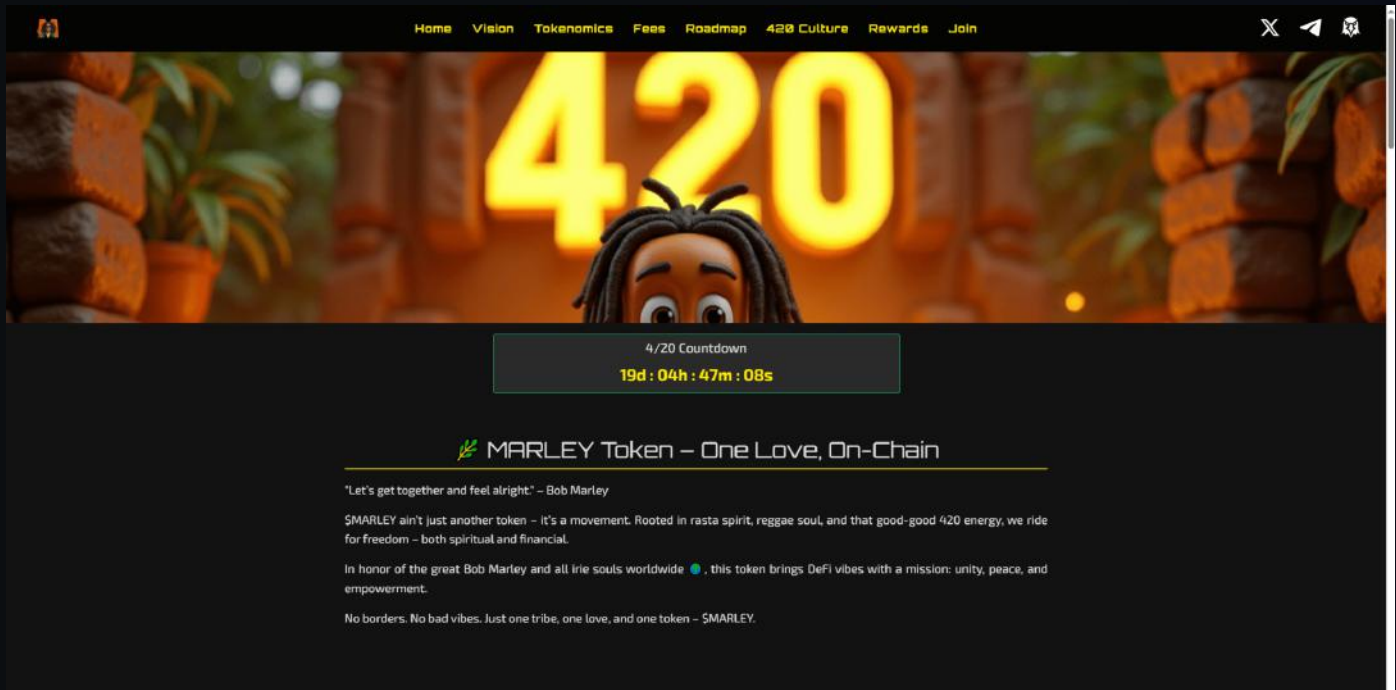 Home Vision Tokenomics Fees Roadmap 420 Culture Rewards Join
420
4/20 Countdown
19d : 04h : 47m : 08s
MARLEY Token – One Love, On-Chain
"Let's get together and feel alright." – Bob Marley
$MARLEY ain't just another token – it's a movement. Rooted in rasta spirit, reggae soul, and that good-good 420 energy, we ride
for freedom – both spiritual and financial.
In honor of the great Bob Marley and all irie souls worldwide 🌍 , this token brings DeFi vibes with a mission: unity, peace, and
empowerment.
No borders. No bad vibes. Just one tribe, one love, and one token – $MARLEY.